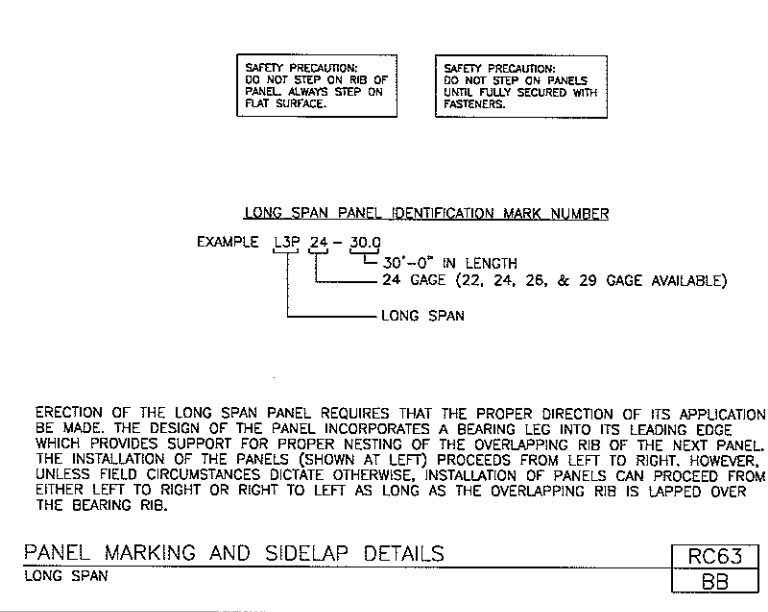 SAFETY PRECAUTION:
DO NOT STEP ON RIB OF
PANEL. ALWAYS STEP ON
FLAT SURFACE.
SAFETY PRECAUTION:
DO NOT STEP ON PANELS
UNTIL FULLY SECURED WITH
FASTENERS.
LONG SPAN PANEL IDENTIFICATION MARK NUMBER
EXAMPLE L3P 24 - 30.0
30'-0" IN LENGTH
24 GAGE (22, 24, 26, & 29 GAGE AVAILABLE)
LONG SPAN
ERECTION OF THE LONG SPAN PANEL REQUIRES THAT THE PROPER DIRECTION OF ITS APPLICATION
BE MADE. THE DESIGN OF THE PANEL INCORPORATES A BEARING LEG INTO ITS LEADING EDGE
WHICH PROVIDES SUPPORT FOR PROPER NESTING OF THE OVERLAPPING RIB OF THE NEXT PANEL.
THE INSTALLATION OF THE PANELS (SHOWN AT LEFT) PROCEEDS FROM LEFT TO RIGHT. HOWEVER,
UNLESS FIELD CIRCUMSTANCES DICTATE OTHERWISE, INSTALLATION OF PANELS CAN PROCEED FROM
EITHER LEFT TO RIGHT OR RIGHT TO LEFT AS LONG AS THE OVERLAPPING RIB IS LAPPED OVER
THE BEARING RIB.
PANEL MARKING AND SIDELAP DETAILS
LONG SPAN
RC63
BB